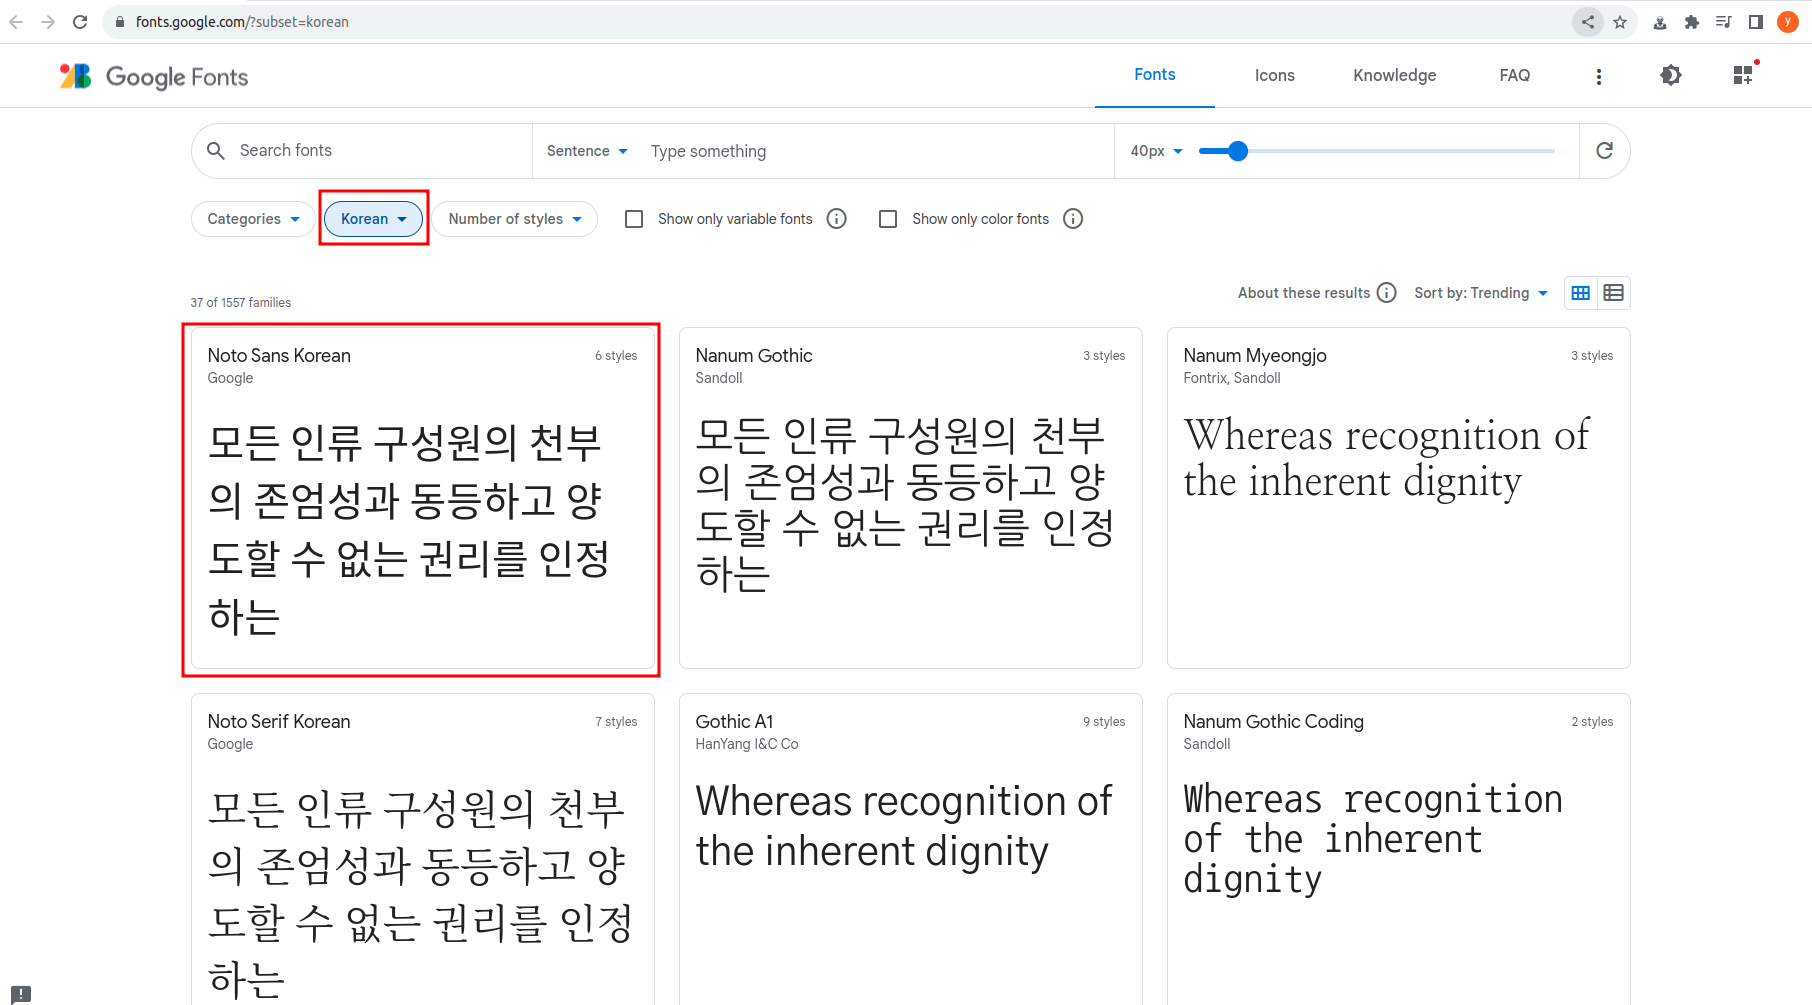 fonts.google.com/?subset=korean
y
Google Fonts
Fonts
Icons
Knowledge
FAQ
Search fonts
Sentence
Type something
40px
Categories
Korean
Number of styles
Show only variable fonts
Show only color fonts
37 of 1557 families
About these results
Sort by: Trending
Noto Sans Korean
6 styles
Google
모든 인류 구성원의 천부
의 존엄성과 동등하고 양
도할 수 없는 권리를 인정
하는
Nanum Gothic
3 styles
Sandoll
모든 인류 구성원의 천부
의 존엄성과 동등하고 양
도할 수 없는 권리를 인정
하는
Nanum Myeongjo
3 styles
Fontrix, Sandoll
Whereas recognition of
the inherent dignity
Noto Serif Korean
7 styles
Google
모든 인류 구성원의 천부
의 존엄성과 동등하고 양
도할 수 없는 권리를 인정
하는
Gothic A1
9 styles
HanYang I&C Co
Whereas recognition of
the inherent dignity
Nanum Gothic Coding
2 styles
Sandoll
Whereas recognition
of the inherent
dignity